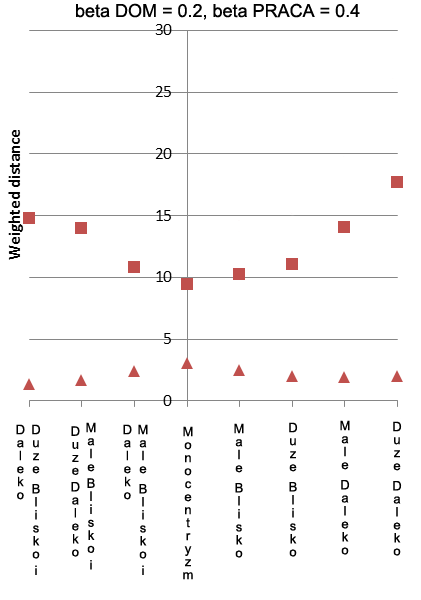 beta DOM = 0.2, beta PRACA = 0.4
Weighted distance
30
25
20
15
10
5
0
Duze Blisko i
Daleko
Male Blisko i
Duze Daleko
Male Blisko i
Daleko
Monocentryzm
Male Blisko
Duze Blisko
Male Daleko
Duze Daleko